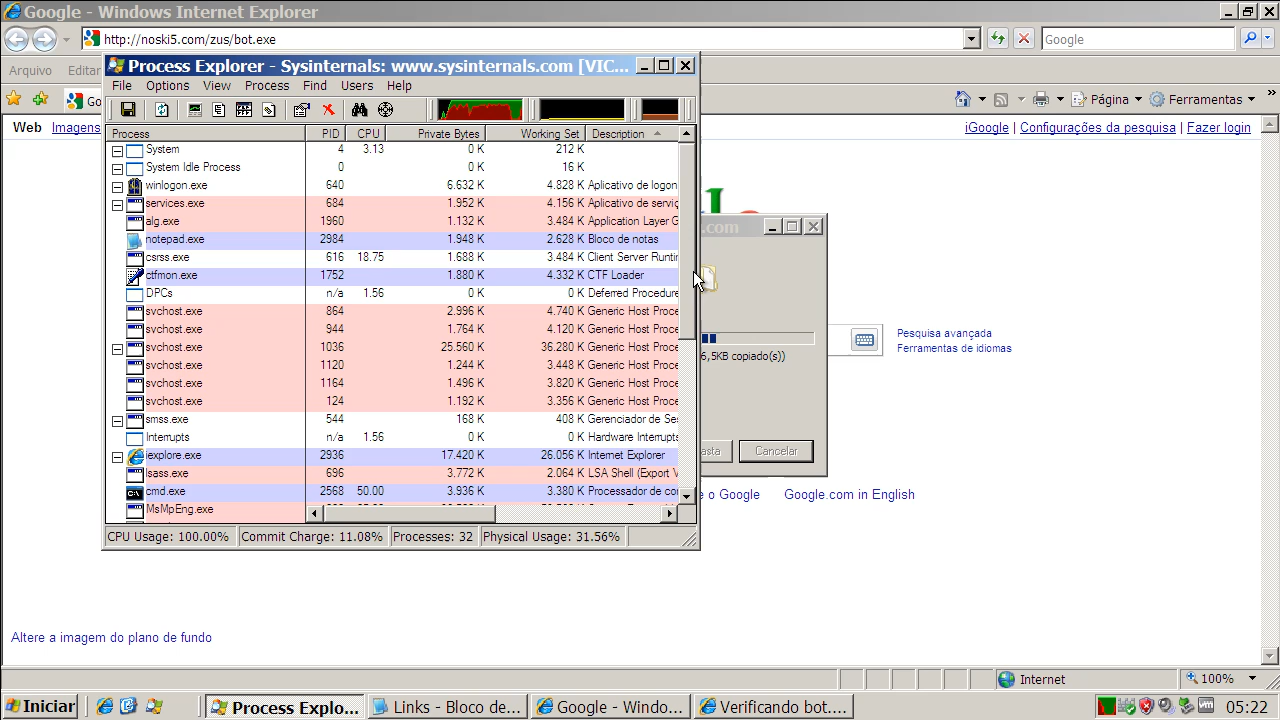 Google - Windows Internet Explorer
http://noski5.com/zus/bot.exe
Google
Arquivo Editar
Process Explorer - Sysinternals: www.sysinternals.com [VIC...
File Options View Process Find Users Help
Go
Página Ferramentas
Web Imagens
iGoogle | Configurações da pesquisa | Fazer login
Process PID CPU Private Bytes Working Set Description
System 4 3.13 0 K 212 K
System Idle Process 0 0 K 16 K
winlogon.exe 640 6.632 K 4.828 K Aplicativo de logon
services.exe 684 1.952 K 4.156 K Aplicativo de serviç
alg.exe 1960 1.132 K 3.484 K Application Layer G
notepad.exe 2984 1.948 K 2.628 K Bloco de notas
csrss.exe 616 18.75 1.688 K 3.484 K Client Server Runtir
ctfmon.exe 1752 1.880 K 4.332 K CTF Loader
DPCs n/a 1.56 0 K 0 K Deferred Procedure
svchost.exe 864 2.996 K 4.740 K Generic Host Proce
svchost.exe 944 1.764 K 4.120 K Generic Host Proce
svchost.exe 1036 25.560 K 36.280 K Generic Host Proce
svchost.exe 1120 1.244 K 3.448 K Generic Host Proce
svchost.exe 1164 1.496 K 3.820 K Generic Host Proce
svchost.exe 124 1.192 K 3.356 K Generic Host Proce
smss.exe 544 168 K 408 K Gerenciador de Ses
Interrupts n/a 1.56 0 K 0 K Hardware Interrupts
iexplore.exe 2936 17.420 K 26.056 K Internet Explorer
lsass.exe 696 3.772 K 2.064 K LSA Shell (Export V
cmd.exe 2568 50.00 3.936 K 3.380 K Processador de co
MsMpEng.exe
CPU Usage: 100.00% Commit Charge: 11.08% Processes: 32 Physical Usage: 31.56%
.com
6,5KB copiado(s))
asta Cancelar
Pesquisa avançada
Ferramentas de idiomas
e o Google Google.com in English
Altere a imagem do plano de fundo
Internet 100%
Iniciar Process Explo... Links - Bloco de... Google - Windo... Verificando bot.... 05:22